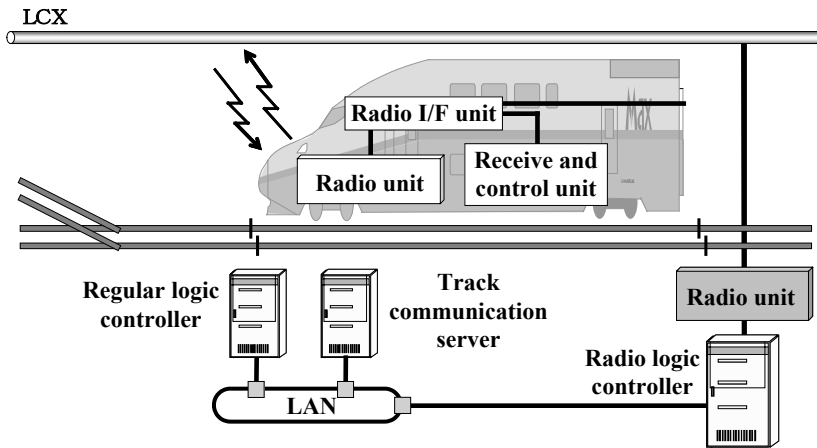 LCX
Max
Radio I/F unit
Radio unit
Receive and
control unit
Regular logic
controller
Track
communication
server
Radio unit
Radio logic
controller
LAN